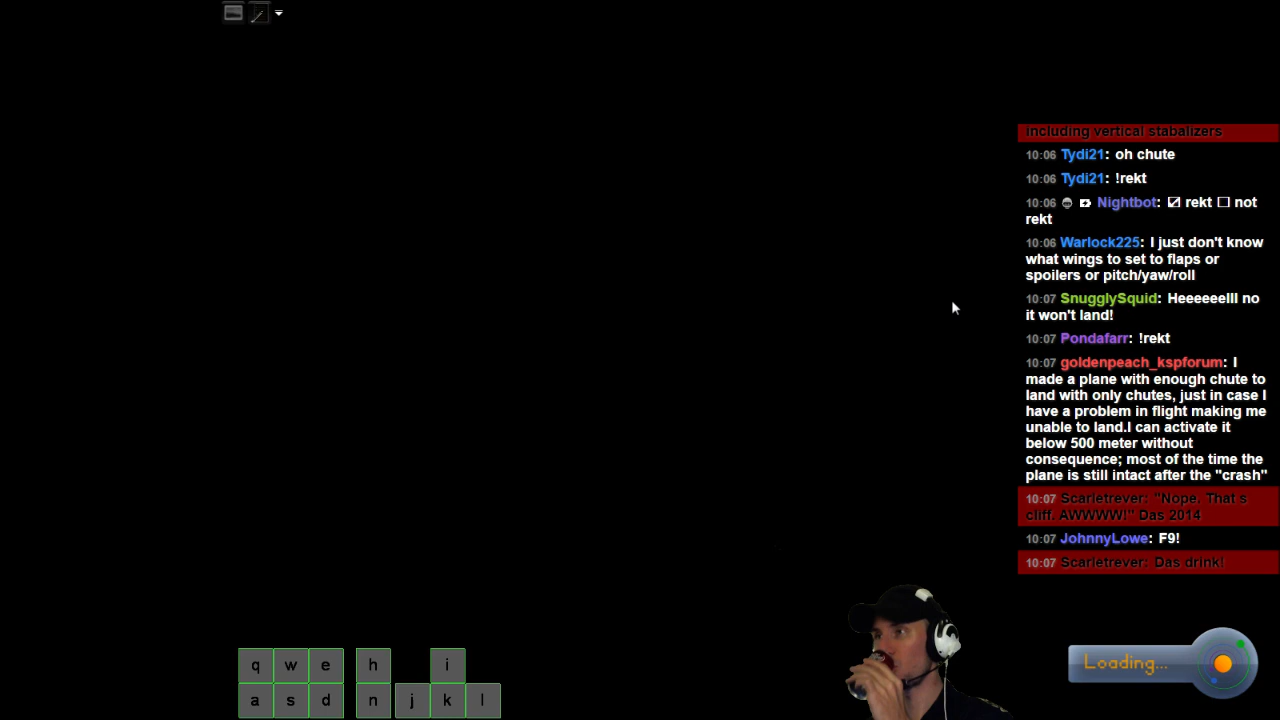 including vertical stabalizers
10:06 Tydi21: oh chute
10:06 Tydi21: !rekt
10:06 Nightbot: ☑ rekt ☐ not
rekt
10:06 Warlock225: I just don't know
what wings to set to flaps or
spoilers or pitch/yaw/roll
10:07 SnugglySquid: Heeeeeelll no
it won't land!
10:07 Pondafarr: !rekt
10:07 goldenpeach_kspforum: I
made a plane with enough chute to
land with only chutes, just in case I
have a problem in flight making me
unable to land.I can activate it
below 500 meter without
consequence; most of the time the
plane is still intact after the "crash"
10:07 Scarletrever: "Nope. That s
cliff. AWWWW!" Das 2014
10:07 JohnnyLowe: F9!
10:07 Scarletrever: Das drink!
q w e h i
a s d n j k l
Loading...